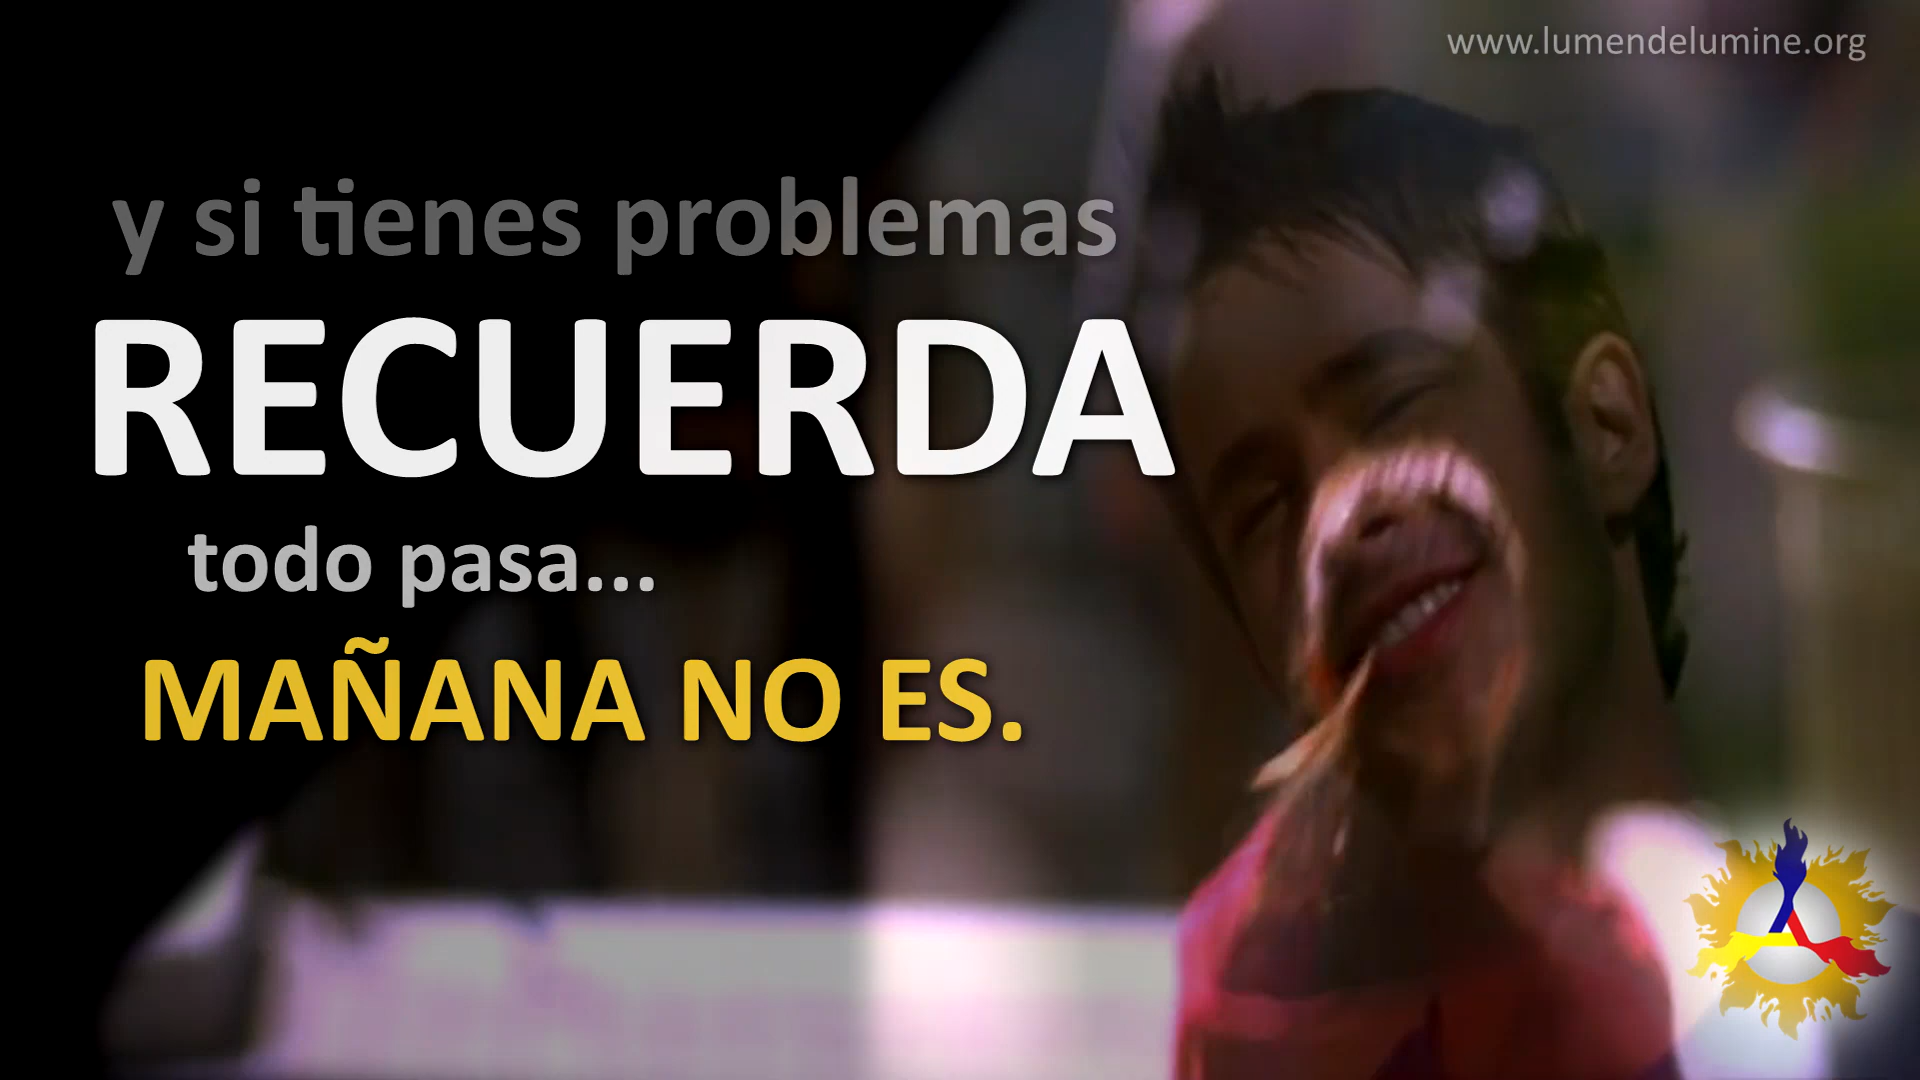 www.lumendelumine.org
y si tienes problemas
RECUERDA
todo pasa...
MAÑANA NO ES.